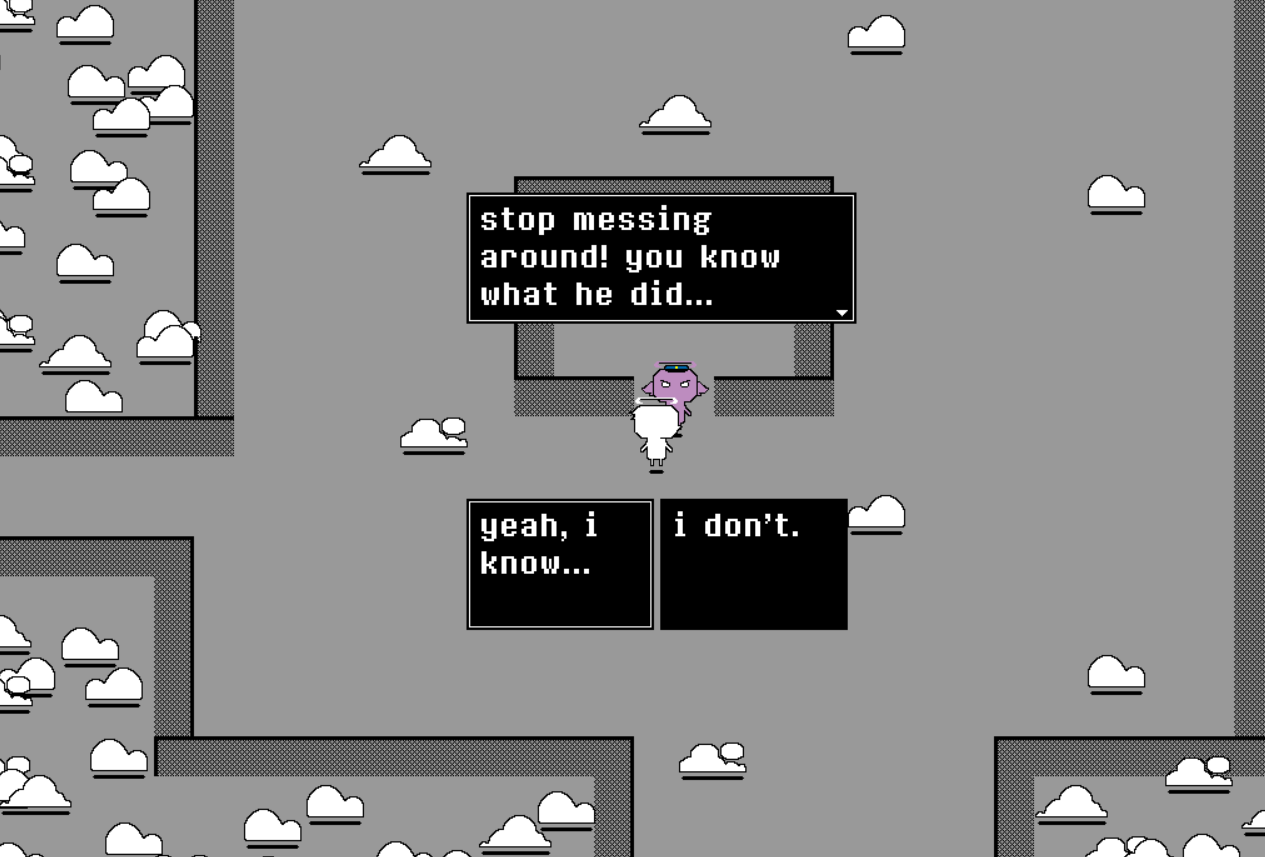 stop messing
around! you know
what he did...
yeah, i
know...
i don't.